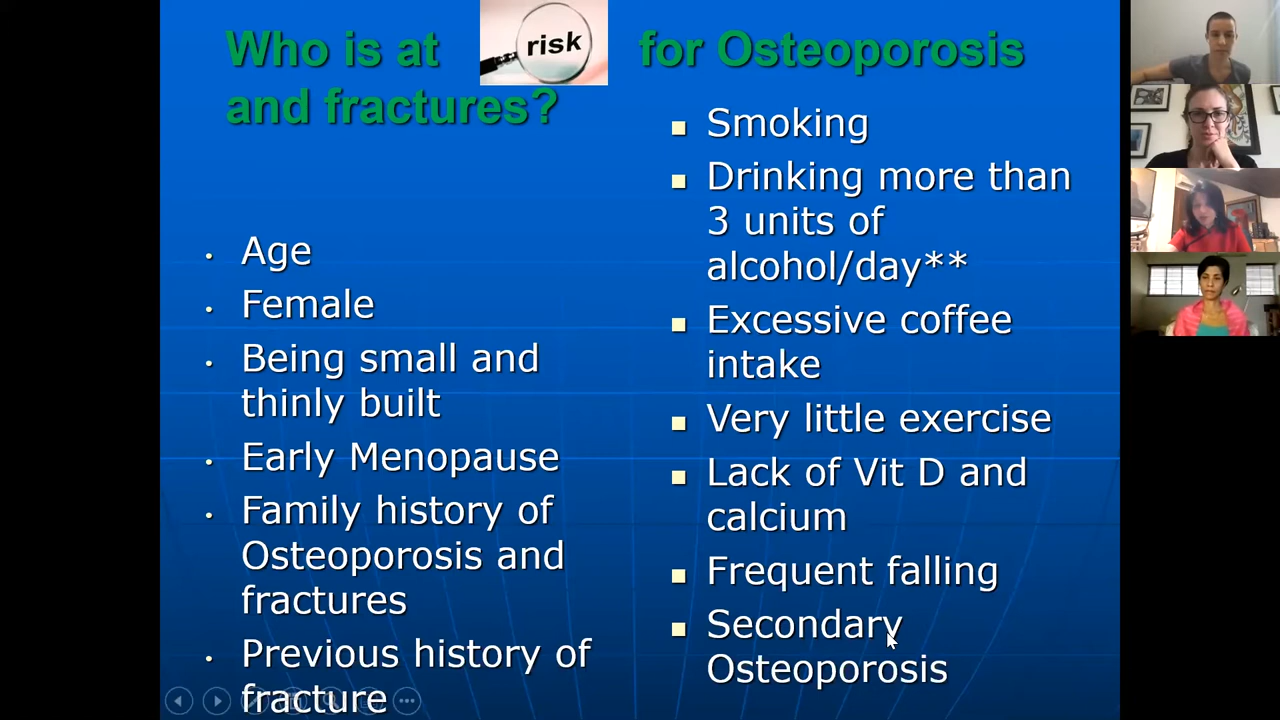 Who is at risk for Osteoporosis
and fractures?
• Age
• Female
• Being small and
thinly built
• Early Menopause
• Family history of
Osteoporosis and
fractures
• Previous history of
fracture
■ Smoking
■ Drinking more than
3 units of
alcohol/day**
■ Excessive coffee
intake
■ Very little exercise
■ Lack of Vit D and
calcium
■ Frequent falling
■ Secondary
Osteoporosis